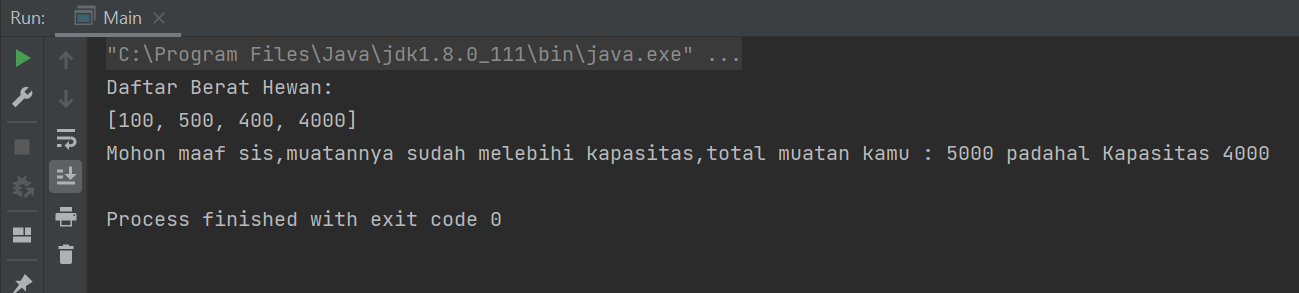 Run: Main
"C:\Program Files\Java\jdk1.8.0_111\bin\java.exe" ...
Daftar Berat Hewan:
[100, 500, 400, 4000]
Mohon maaf sis,muatannya sudah melebihi kapasitas,total muatan kamu : 5000 padahal Kapasitas 4000
Process finished with exit code 0